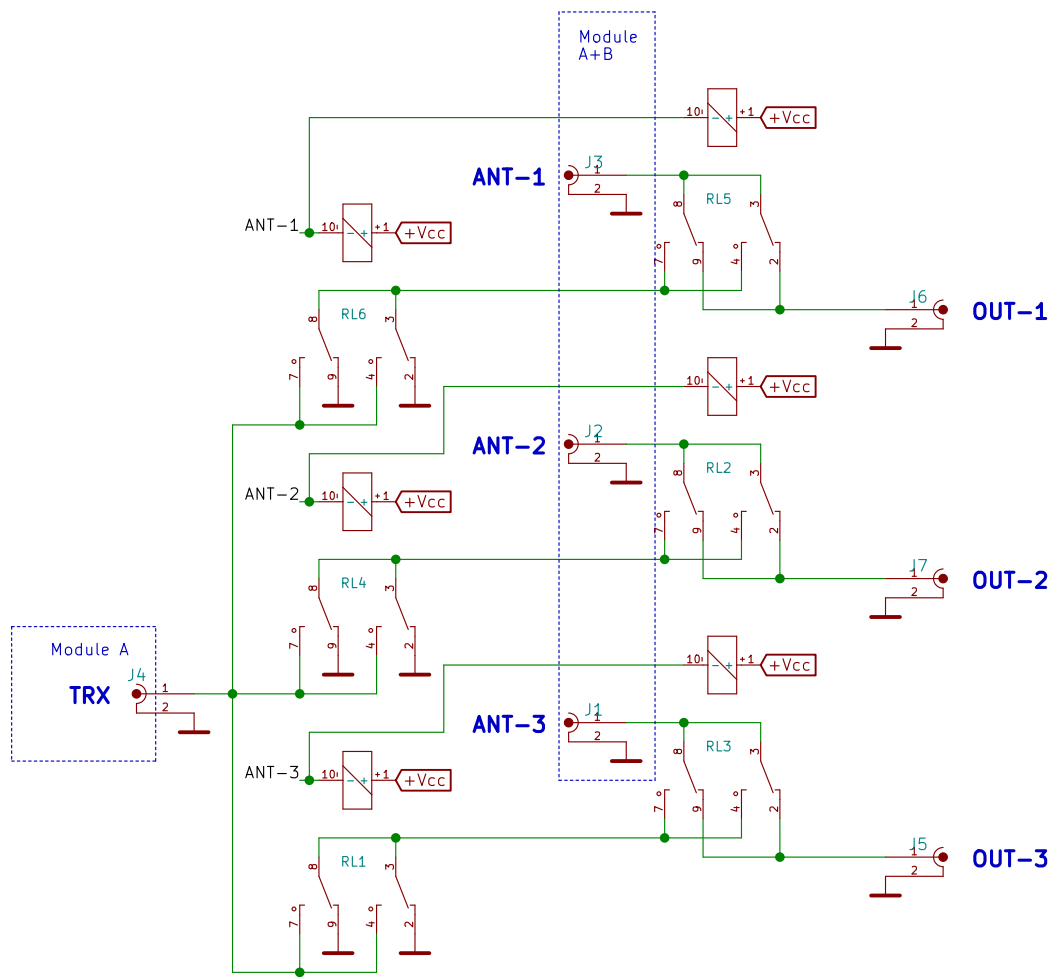 Module
A+B
10 - + +1 +Vcc
J3
ANT-1
1
2
RL5
8
3
7
9
4
2
ANT-1
10 - + +1 +Vcc
J6
1
2
OUT-1
RL6
8
3
7
9
4
2
10 - + +1 +Vcc
J2
ANT-2
1
2
RL2
8
3
7
9
4
2
ANT-2
10 - + +1 +Vcc
J7
1
2
OUT-2
RL4
8
3
7
9
4
2
Module A
J4
TRX
1
2
10 - + +1 +Vcc
J1
ANT-3
1
2
RL3
8
3
7
9
4
2
ANT-3
10 - + +1 +Vcc
J5
1
2
OUT-3
RL1
8
3
7
9
4
2